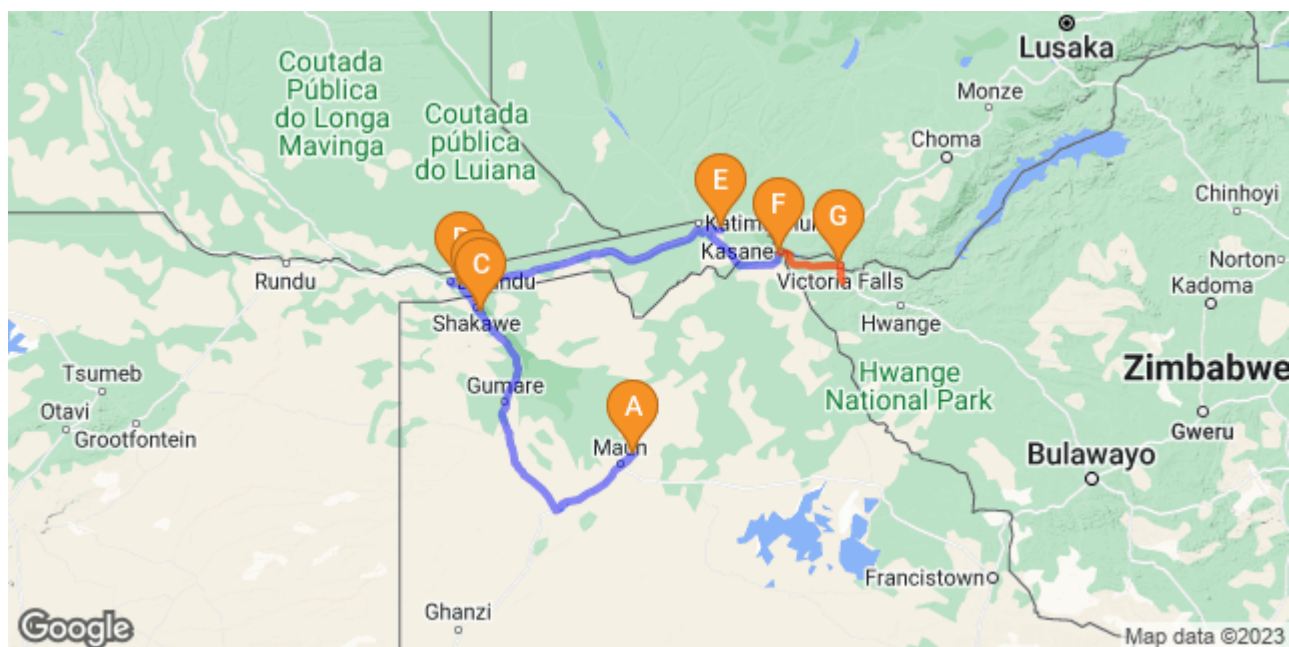 Lusaka
Coutada
Pública
do Longa
Mavinga
Coutada
pública
do Luiana
Monze
Choma
Chinhoyi
E
F
G
D
C
Kasane
Rundu
Victoria Falls
Norton
Kadoma
Shakawe
Hwange
Tsumeb
Gumare
Hwange
National Park
Zimbabwe
Otavi
Grootfontein
A
Maun
Gweru
Bulawayo
Francistown
Ghanzi
Google
Map data ©2023